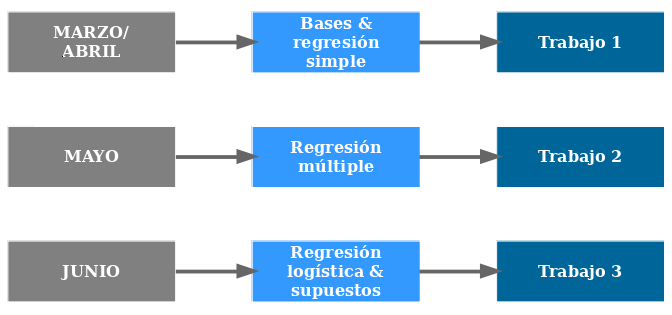 MARZO/
ABRIL
Bases &
regresión
simple
Trabajo 1
MAYO
Regresión
múltiple
Trabajo 2
JUNIO
Regresión
logística &
supuestos
Trabajo 3